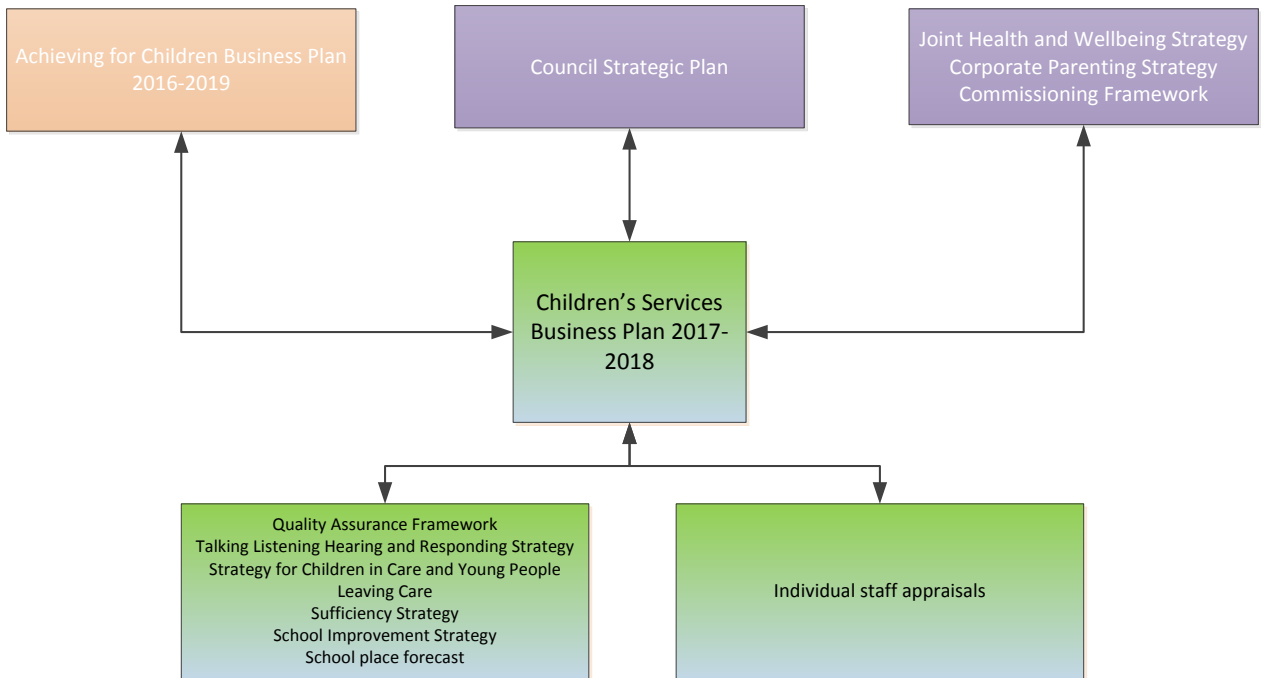 Achieving for Children Business Plan
2016-2019
Council Strategic Plan
Joint Health and Wellbeing Strategy
Corporate Parenting Strategy
Commissioning Framework
Children’s Services
Business Plan 2017-
2018
Quality Assurance Framework
Talking Listening Hearing and Responding Strategy
Strategy for Children in Care and Young People
Leaving Care
Sufficiency Strategy
School Improvement Strategy
School place forecast
Individual staff appraisals